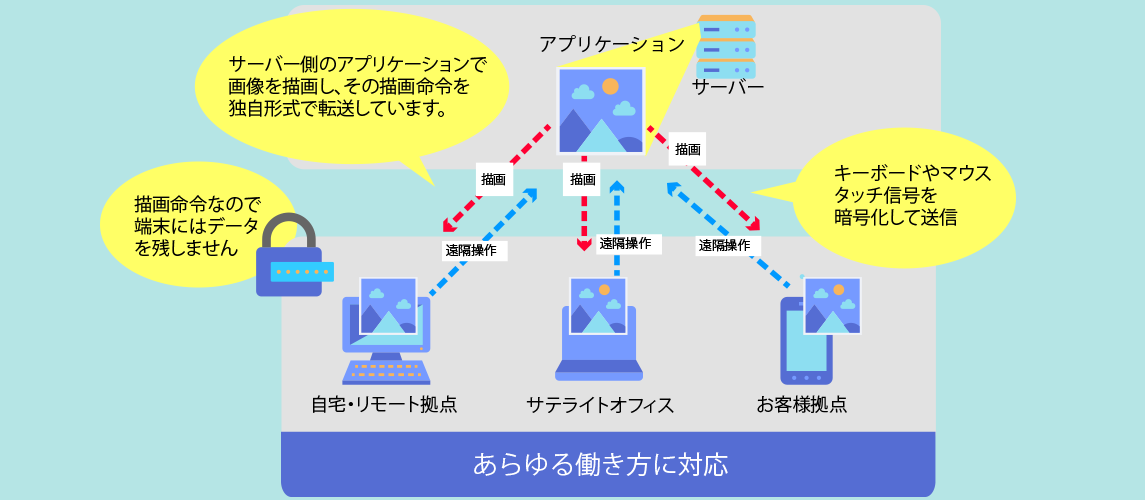 アプリケーション
サーバー
サーバー側のアプリケーションで
画像を描画し、その描画命令を
独自形式で転送しています。
描画
描画
描画
キーボードやマウス
タッチ信号を
暗号化して送信
描画命令なので
端末にはデータ
を残しません
遠隔操作
遠隔操作
遠隔操作
自宅・リモート拠点
サテライトオフィス
お客様拠点
あらゆる働き方に対応